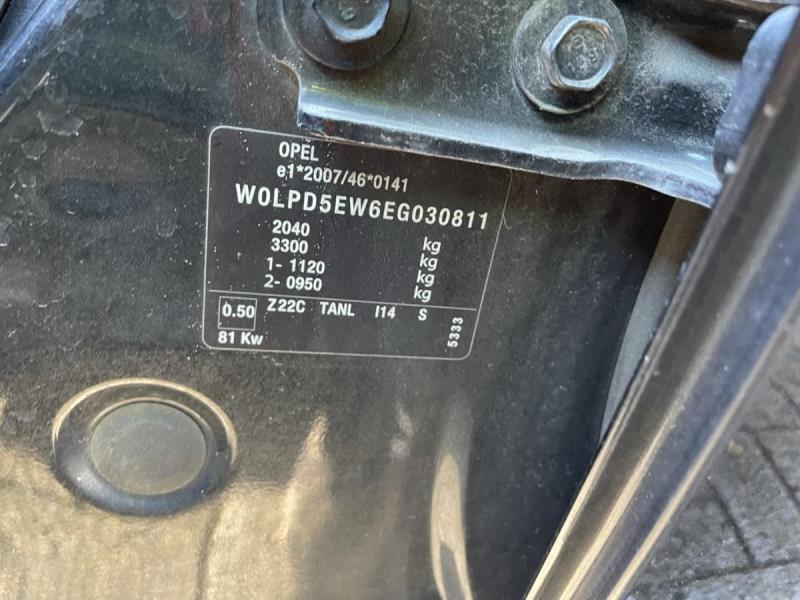 OPEL
e1*2007/46*0141
W0LPD5EW6EG030811
2040 kg
3300 kg
1- 1120 kg
2- 0950 kg
0.50 Z22C TANL I14 S
81 Kw
5333